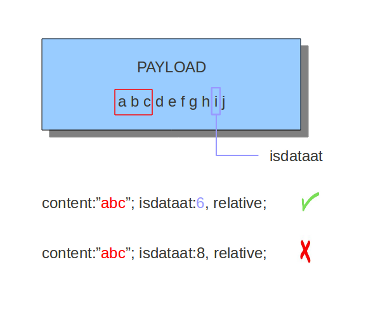 PAYLOAD
a b c d e f g h i j
isdataat
content:”abc”; isdataat:6, relative;
content:”abc”; isdataat:8, relative;